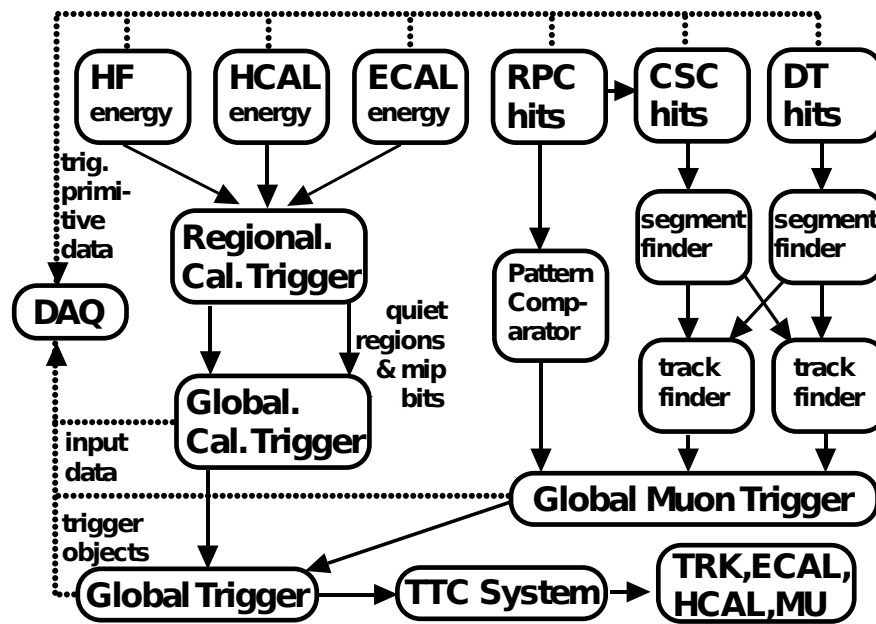 HF
energy
HCAL
energy
ECAL
energy
RPC
hits
CSC
hits
DT
hits
trig.
primi-
tive
data
Regional.
Cal. Trigger
segment
finder
segment
finder
Pattern
Comp-
arator
DAQ
quiet
regions
& mip
bits
track
finder
track
finder
Global.
Cal. Trigger
input
data
Global Muon Trigger
trigger
objects
Global Trigger
TTC System
TRK,ECAL,
HCAL,MU